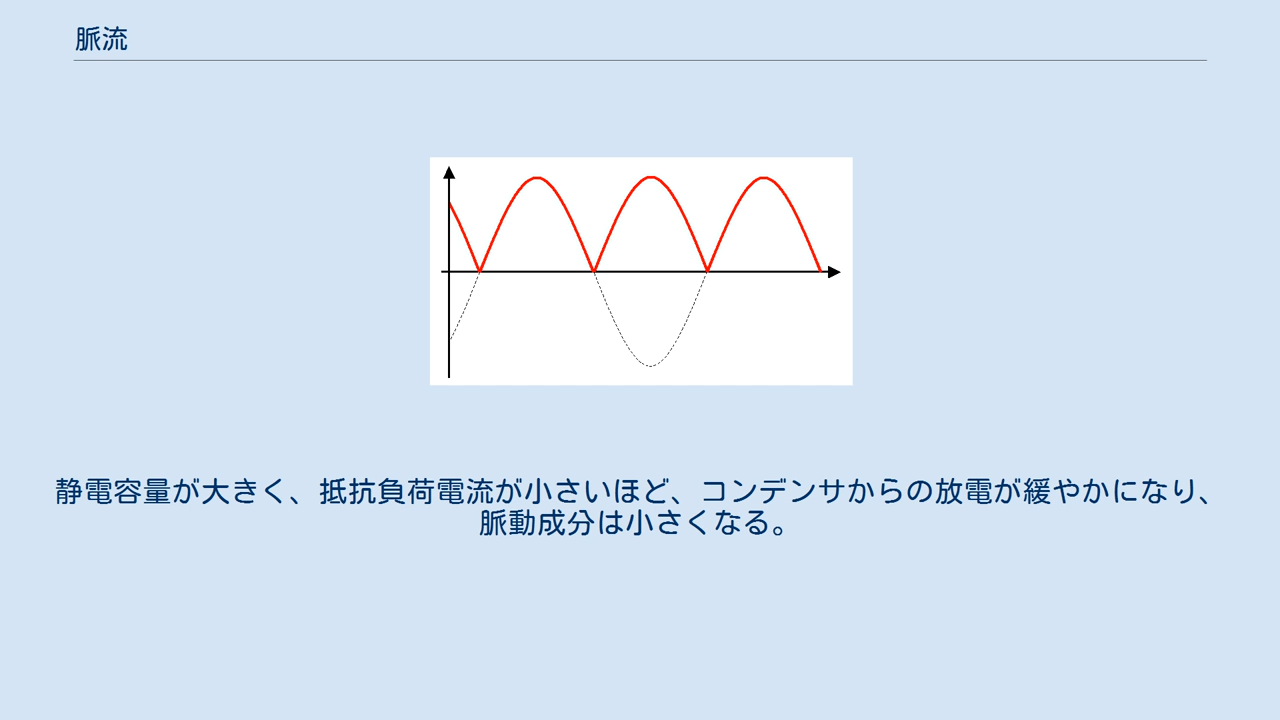 脈流
静電容量が大きく、抵抗負荷電流が小さいほど、コンデンサからの放電が緩やかになり、
脈動成分は小さくなる。